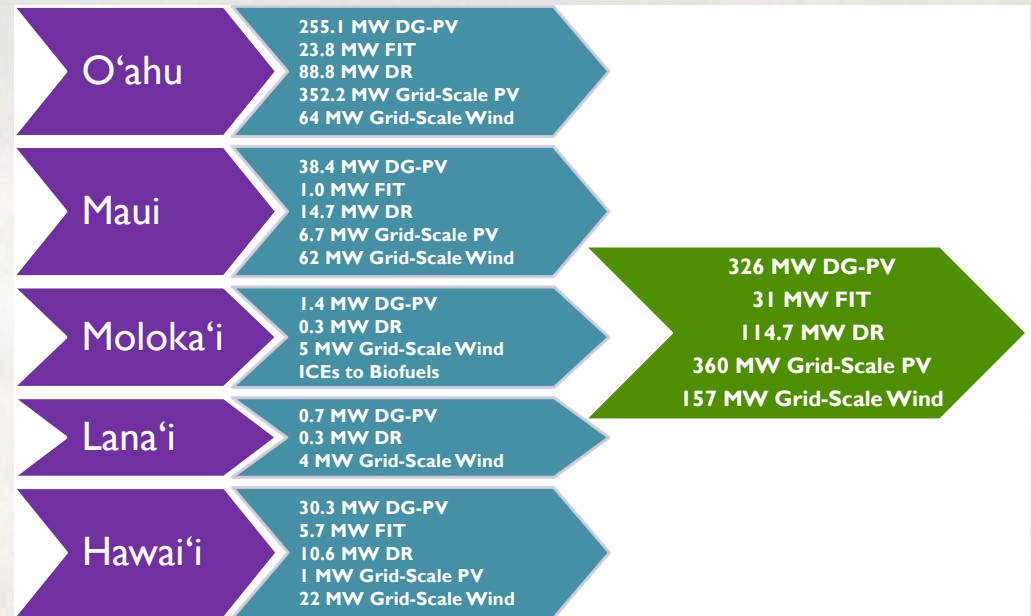 Oʻahu
255.1 MW DG-PV
23.8 MW FIT
88.8 MW DR
352.2 MW Grid-Scale PV
64 MW Grid-Scale Wind
Maui
38.4 MW DG-PV
1.0 MW FIT
14.7 MW DR
6.7 MW Grid-Scale PV
62 MW Grid-Scale Wind
Molokaʻi
1.4 MW DG-PV
0.3 MW DR
5 MW Grid-Scale Wind
ICEs to Biofuels
Lanaʻi
0.7 MW DG-PV
0.3 MW DR
4 MW Grid-Scale Wind
Hawaiʻi
30.3 MW DG-PV
5.7 MW FIT
10.6 MW DR
1 MW Grid-Scale PV
22 MW Grid-Scale Wind
326 MW DG-PV
31 MW FIT
114.7 MW DR
360 MW Grid-Scale PV
157 MW Grid-Scale Wind